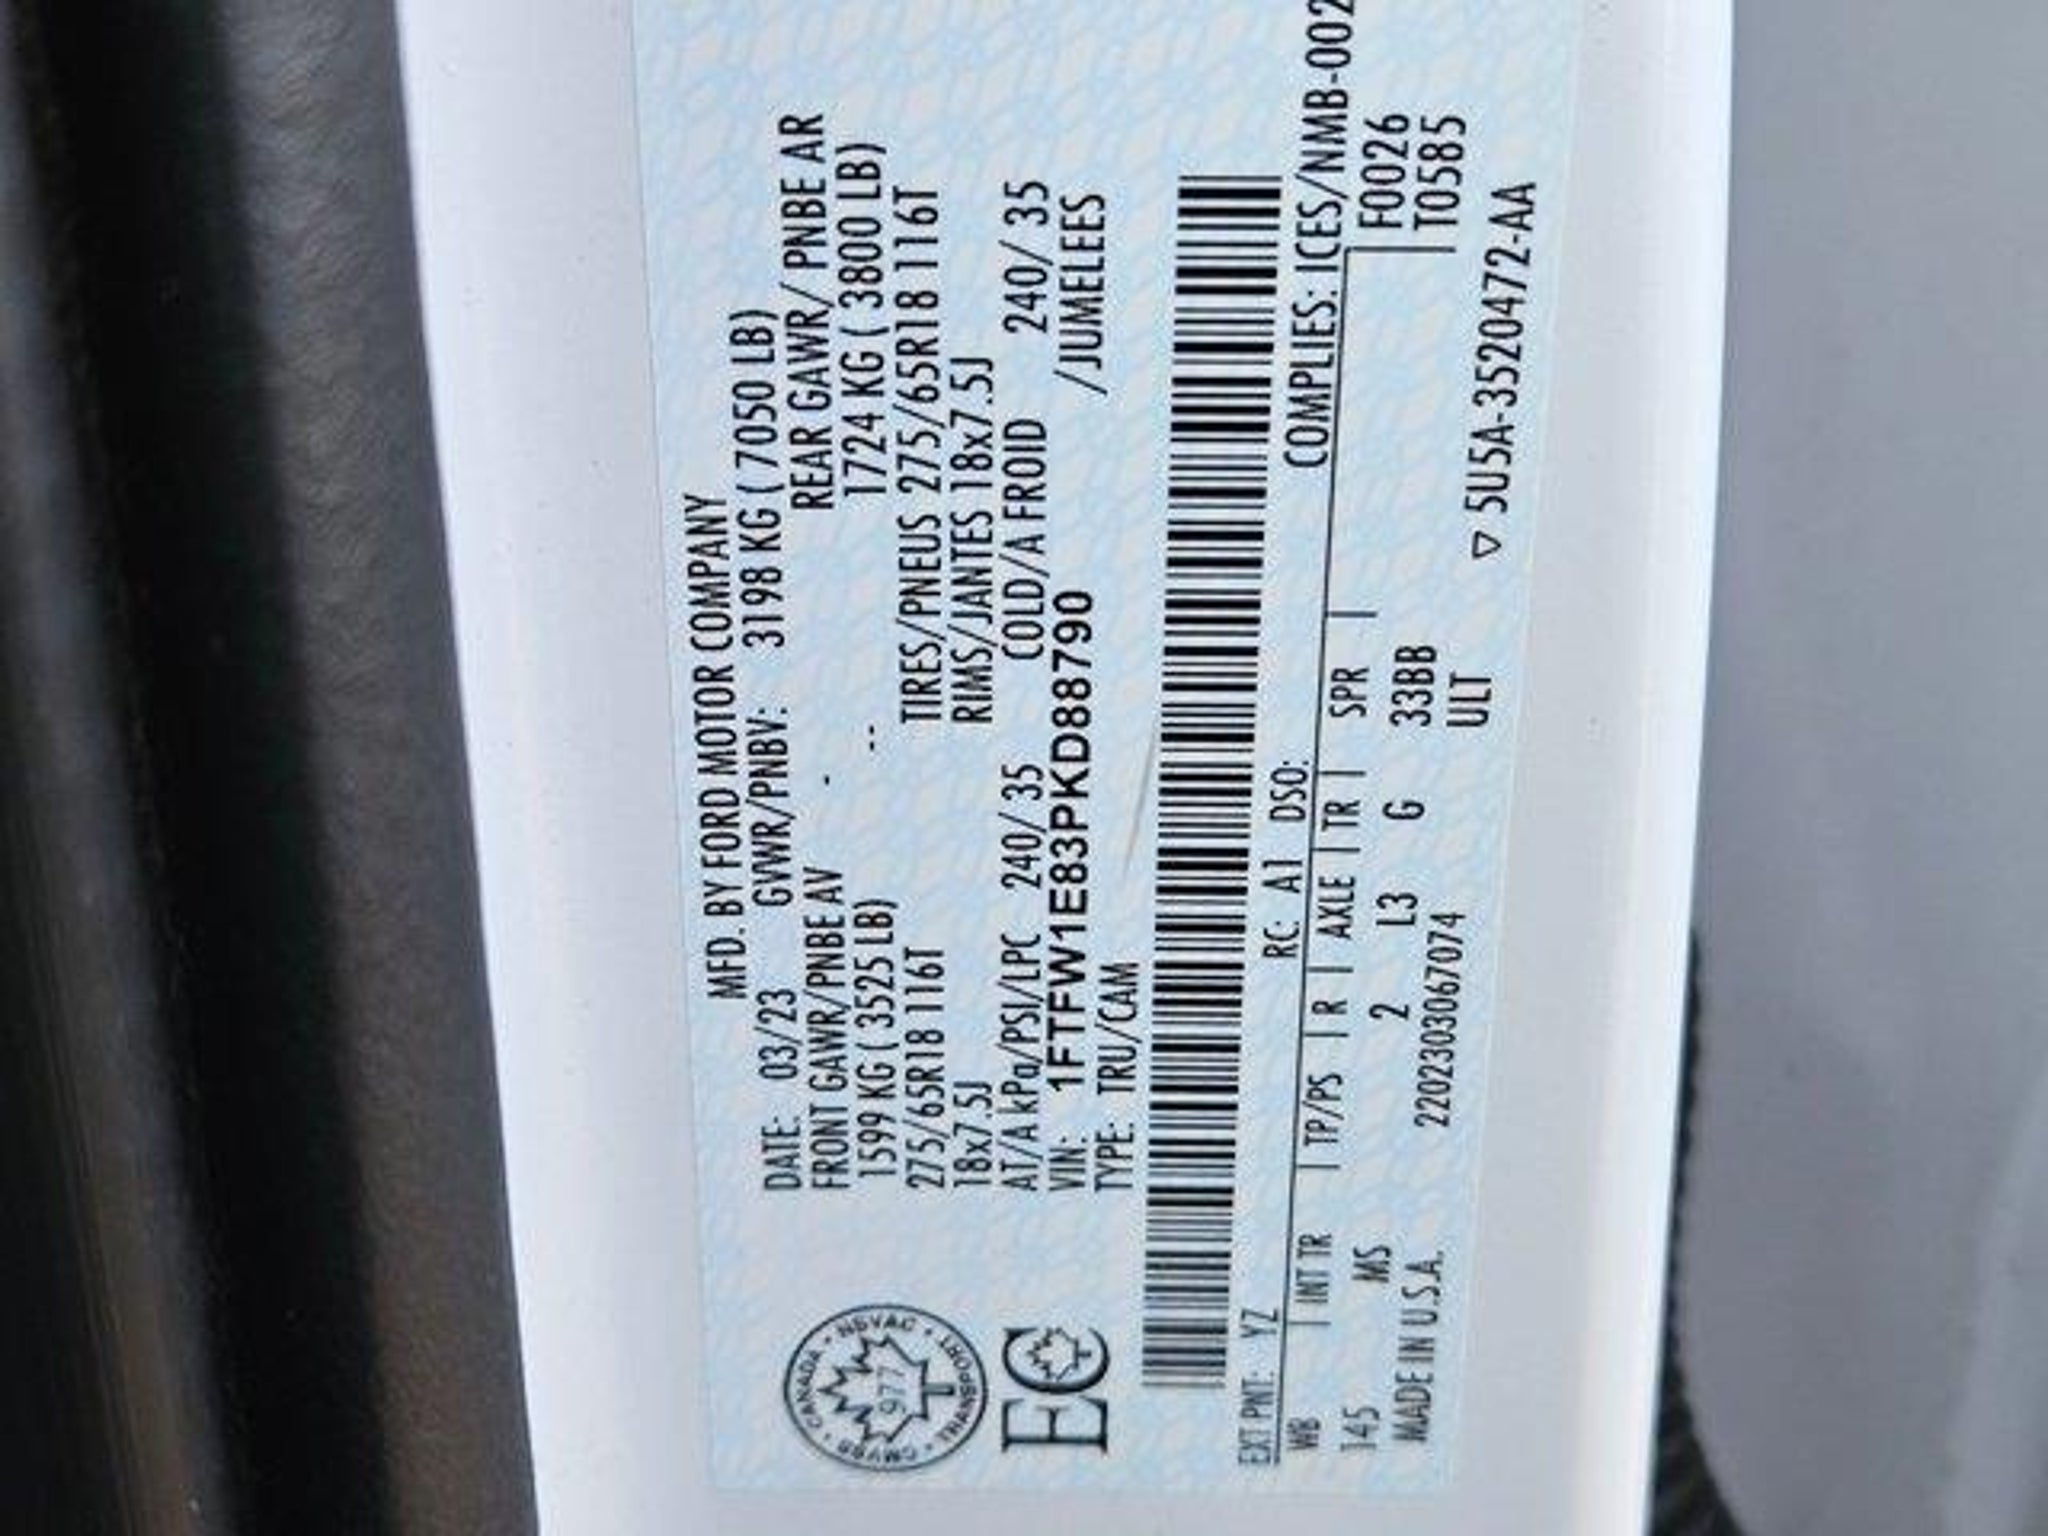 MFD. BY FORD MOTOR COMPANY
DATE: 03/23 GVWR/PNBV: 3198 KG ( 7050 LB)
FRONT GAWR/PNBE AV REAR GAWR/ PNBE AR
1599 KG ( 3525 LB) 1724 KG ( 3800 LB)
275/65R18 116T TIRES/PNEUS 275/65R18 116T
18x7.5J RIMS/JANTES 18x7.5J
AT/A kPa/PSI/LPC 240/ 35 COLD/A FROID 240/ 35
VIN: 1FTFW1E83PKD88790 /JUMELEES
TYPE: TRU/CAM
CANADA • NSVAC • TRANSPORT • CMVSS •
977
EC
EXT PNT: YZ RC: A1 DSO: COMPLIES: ICES/NMB-002
WB | INT TR | TP/PS | R | AXLE | TR | SPR | | F0026
145 MS 2 L3 G 33BB | T0585
MADE IN U.S.A. 2202303067074 ULT
▽ 5U5A-3520472-AA